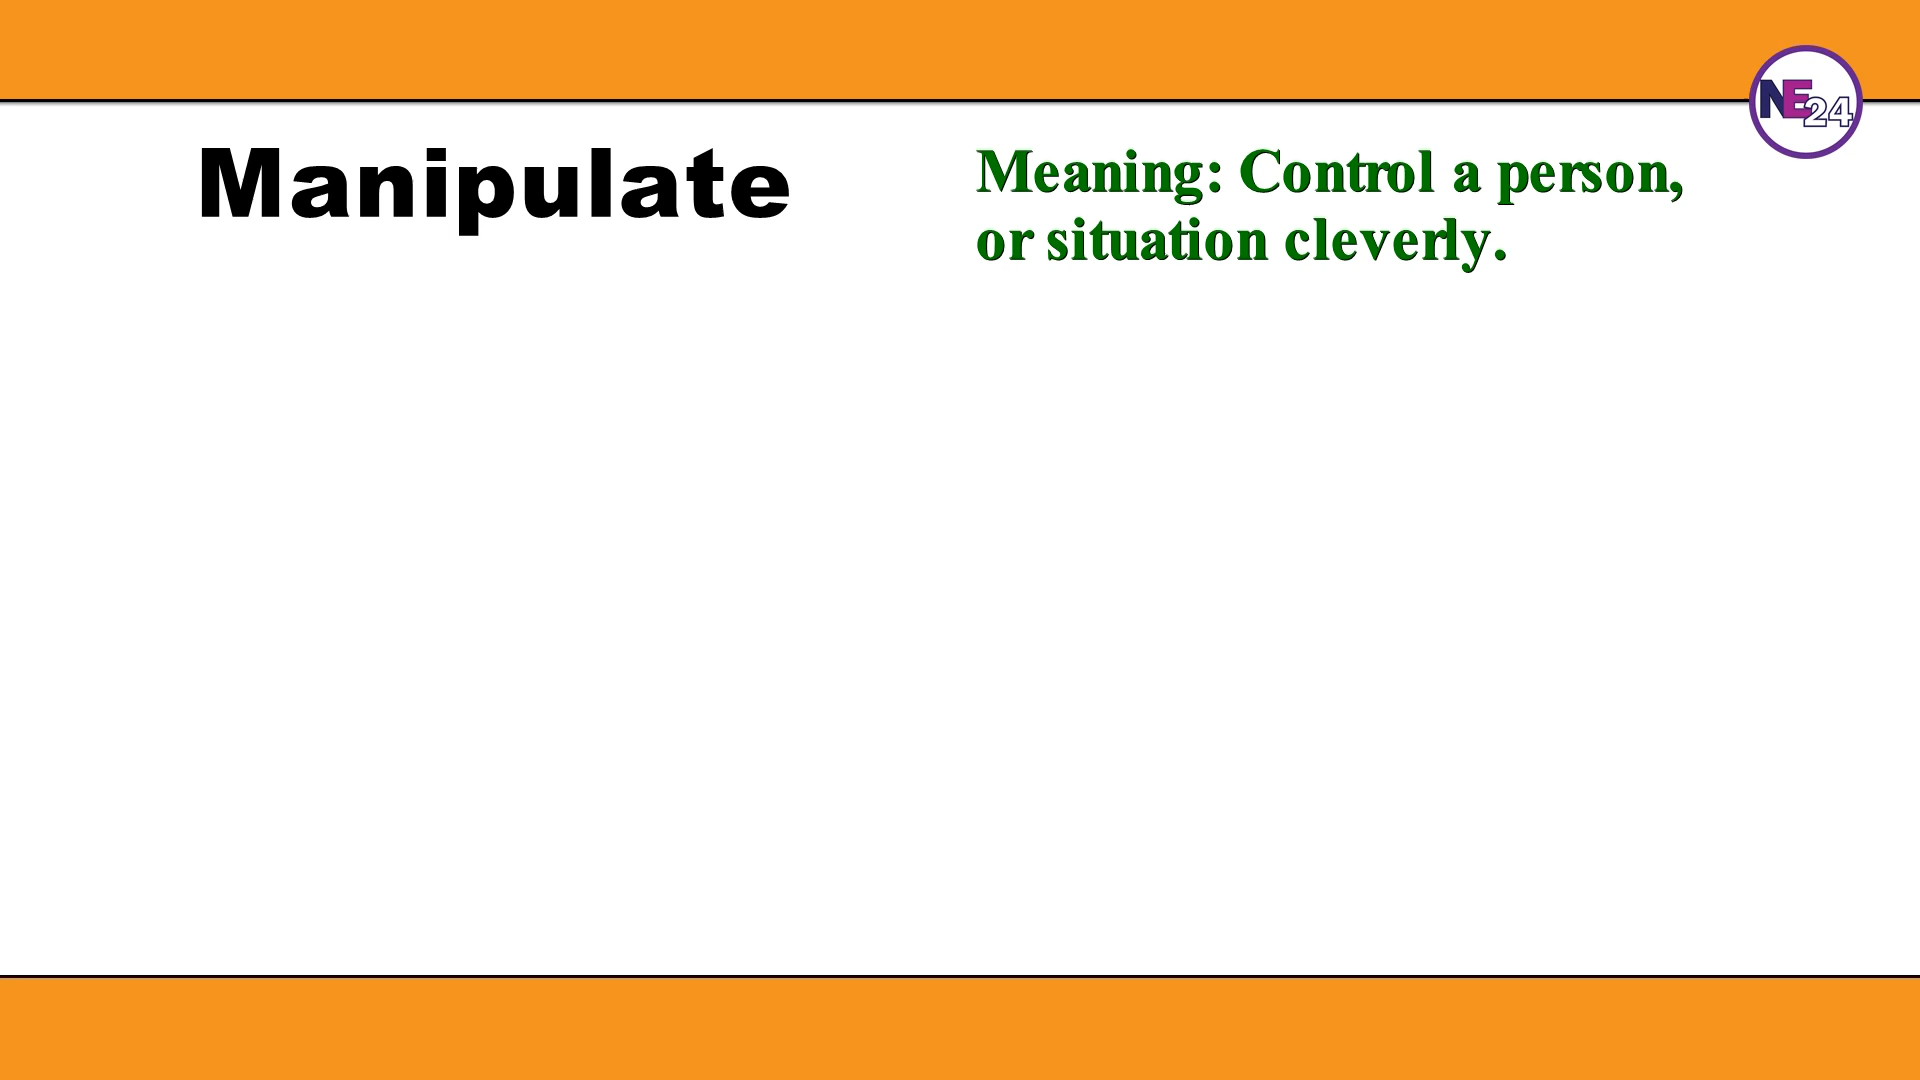 NE24
Manipulate
Meaning: Control a person,
or situation cleverly.